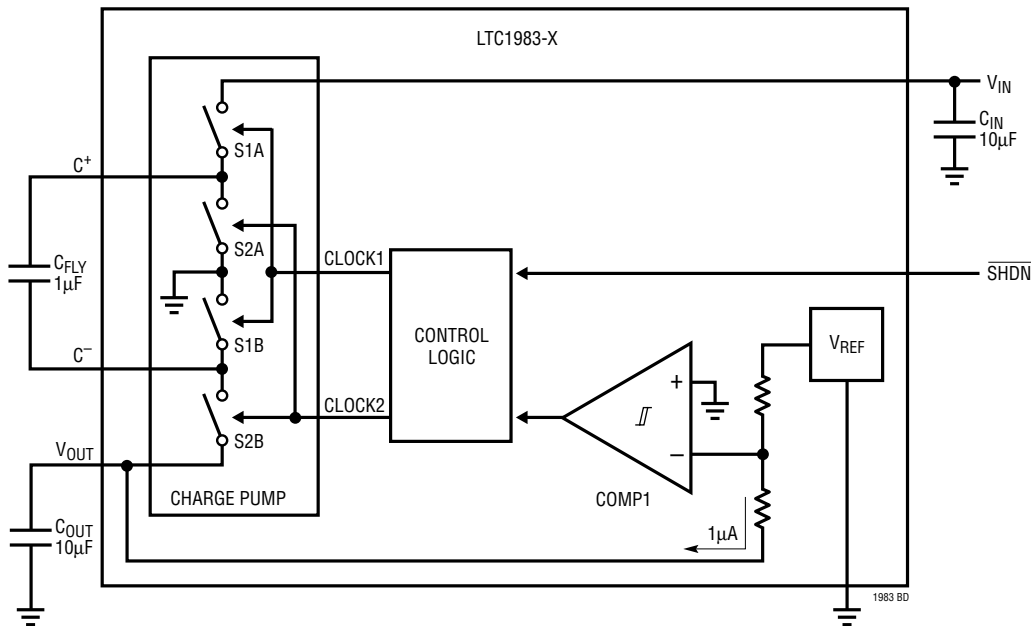 LTC1983-X
V_IN
C_IN
10µF
S1A
C⁺
S2A
CLOCK1
C_FLY
1µF
SHDN
CONTROL
LOGIC
V_REF
S1B
C⁻
+
CLOCK2
S2B
–
V_OUT
COMP1
CHARGE PUMP
C_OUT
10µF
1µA
1983 BD